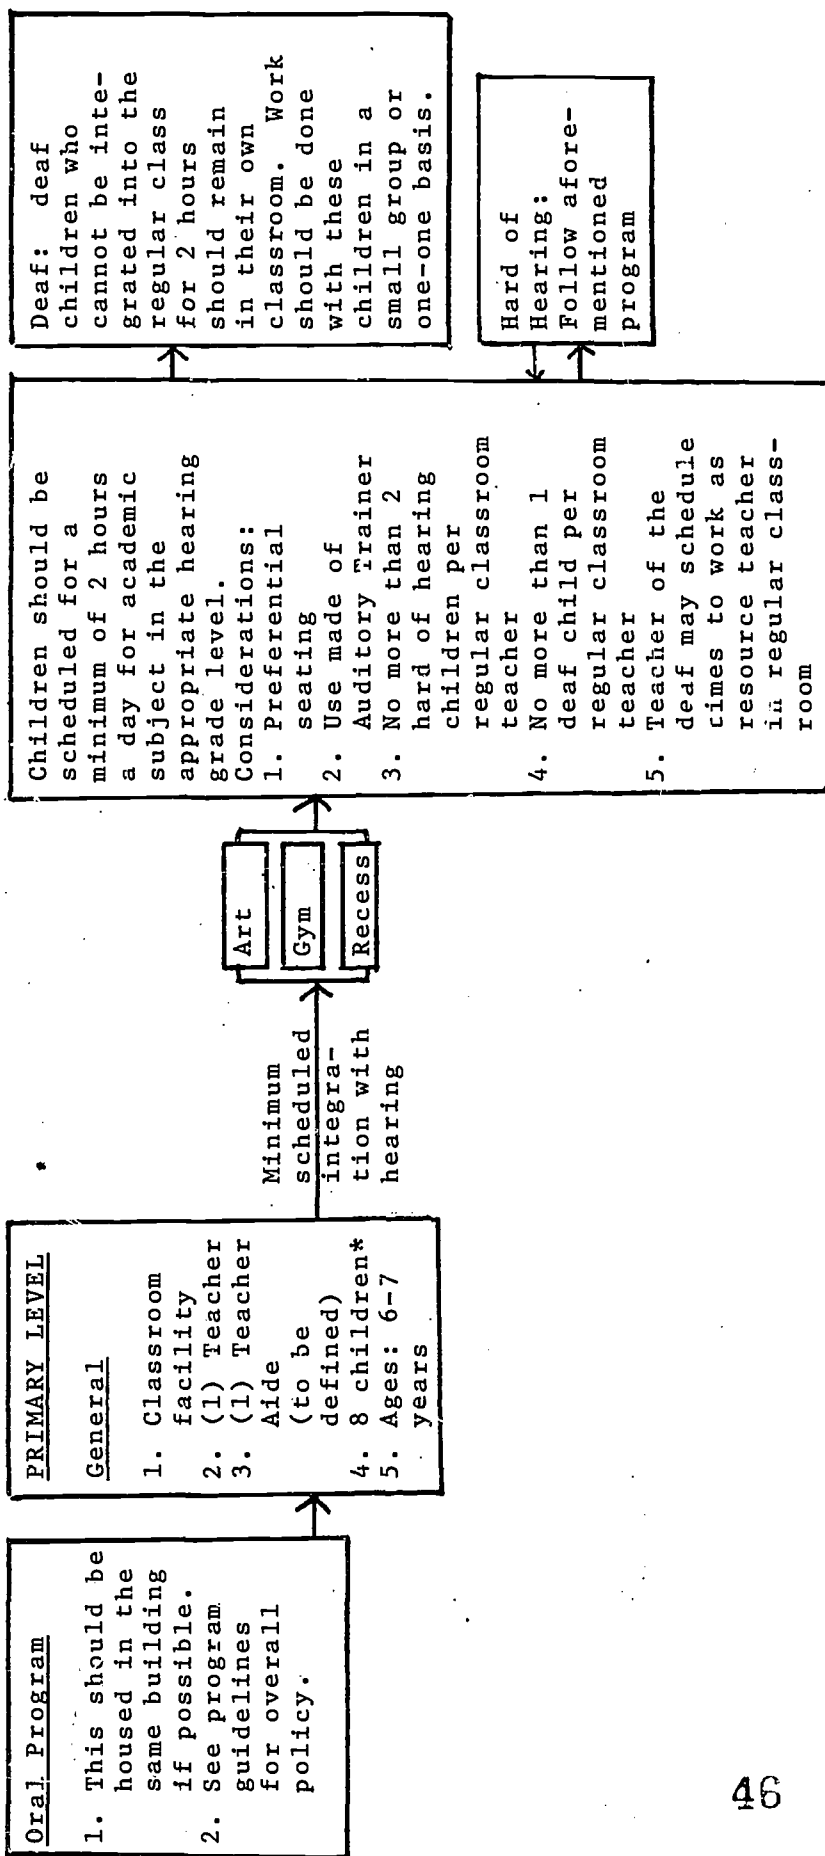 Oral Program
1. This should be
housed in the
same building
if possible.
2. See program
guidelines
for overall
policy.
PRIMARY LEVEL
General
1. Classroom
facility
2. (1) Teacher
3. (1) Teacher
Aide
(to be
defined)
4. 8 children*
5. Ages: 6-7
years
Minimum
scheduled
integra-
tion with
hearing
Art
Gym
Recess
Children should be
scheduled for a
minimum of 2 hours
a day for academic
subject in the
appropriate hearing
grade level.
Considerations:
1. Preferential
seating
2. Use made of
Auditory Trainer
3. No more than 2
hard of hearing
children per
regular classroom
teacher
4. No more than 1
deaf child per
regular classroom
teacher
5. Teacher of the
deaf may schedule
times to work as
resource teacher
in regular class-
room
Deaf: deaf
children who
cannot be inte-
grated into the
regular class
for 2 hours
should remain
in their own
classroom. Work
should be done
with these
children in a
small group or
one-one basis.
Hard of
Hearing:
Follow afore-
mentioned
program
46